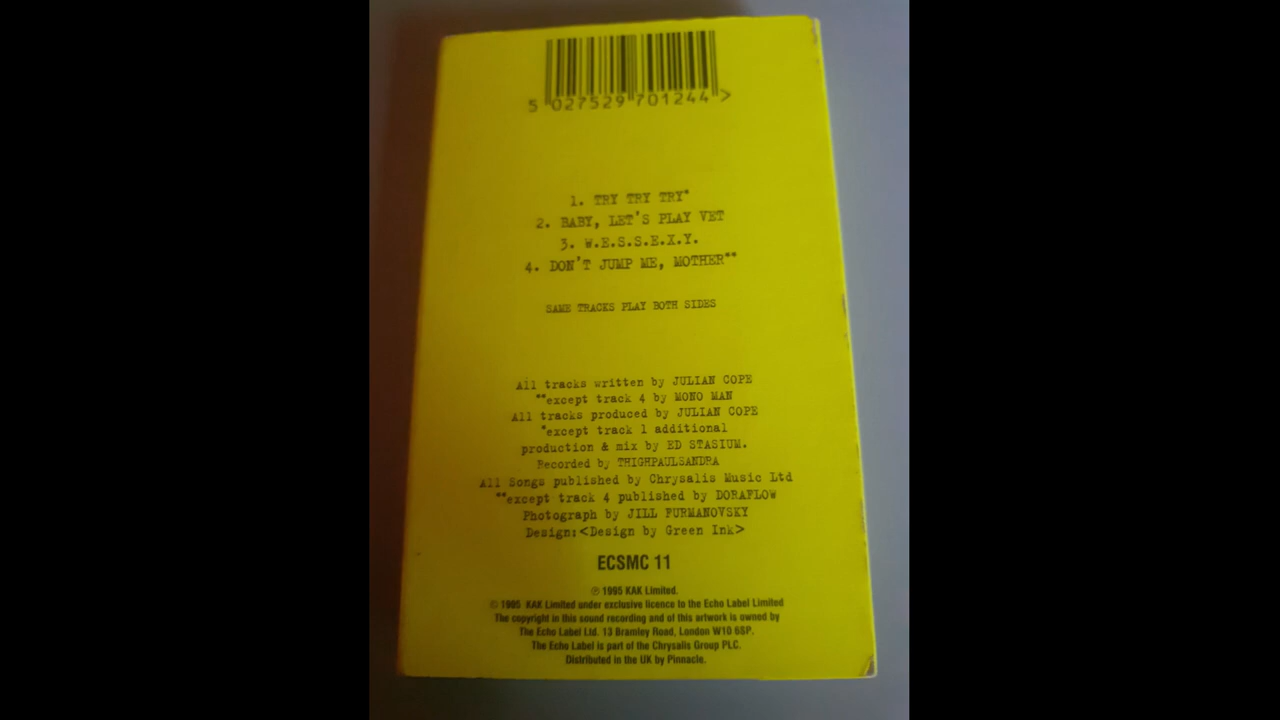 5 027529 701244 >
1. TRY TRY TRY*
2. BABY, LET'S PLAY VET
3. W.E.S.S.E.X.Y.
4. DON'T JUMP ME, MOTHER**
SAME TRACKS PLAY BOTH SIDES
All tracks written by JULIAN COPE
**except track 4 by MONO MAN
All tracks produced by JULIAN COPE
*except track 1 additional
production & mix by ED STASIUM.
Recorded by THIGHPAULSANDRA
All Songs published by Chrysalis Music Ltd
**except track 4 published by DORAFLOW
Photograph by JILL FURMANOVSKY
Design:<Design by Green Ink>
ECSMC 11
℗ 1995 KAK Limited.
© 1995 KAK Limited under exclusive licence to the Echo Label Limited
The copyright in this sound recording and of this artwork is owned by
The Echo Label Ltd. 13 Bramley Road, London W10 6SP.
The Echo Label is part of the Chrysalis Group PLC.
Distributed in the UK by Pinnacle.